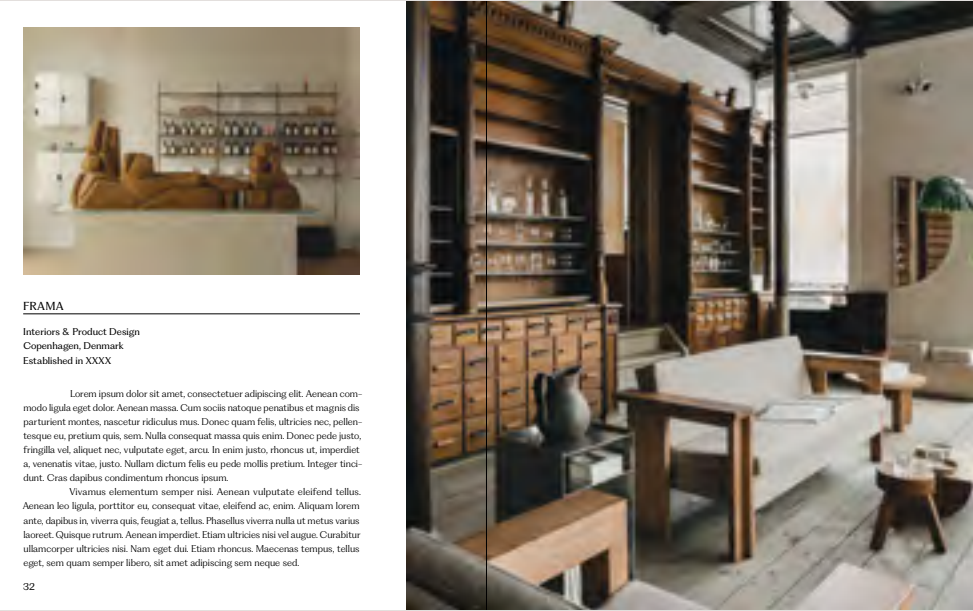 FRAMA
Interiors & Product Design
Copenhagen, Denmark
Established in XXXX
Lorem ipsum dolor sit amet, consectetuer adipiscing elit. Aenean com-
modo ligula eget dolor. Aenean massa. Cum sociis natoque penatibus et magnis dis
parturient montes, nascetur ridiculus mus. Donec quam felis, ultricies nec, pellen-
tesque eu, pretium quis, sem. Nulla consequat massa quis enim. Donec pede justo,
fringilla vel, aliquet nec, vulputate eget, arcu. In enim justo, rhoncus ut, imperdiet
a, venenatis vitae, justo. Nullam dictum felis eu pede mollis pretium. Integer tinci-
dunt. Cras dapibus condimentum rhoncus ipsum.
Vivamus elementum semper nisi. Aenean vulputate eleifend tellus.
Aenean leo ligula, porttitor eu, consequat vitae, eleifend ac, enim. Aliquam lorem
ante, dapibus in, viverra quis, feugiat a, tellus. Phasellus viverra nulla ut metus varius
laoreet. Quisque rutrum. Aenean imperdiet. Etiam ultricies nisi vel augue. Curabitur
ullamcorper ultricies nisi. Nam eget dui. Etiam rhoncus. Maecenas tempus, tellus
eget, sem quam semper libero, sit amet adipiscing sem neque sed.
32